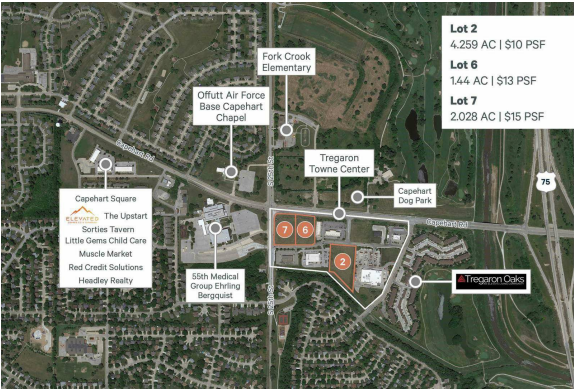 Lot 2
4.259 AC | $10 PSF
Lot 6
1.44 AC | $13 PSF
Lot 7
2.028 AC | $15 PSF
Fork Crook
Elementary
Offutt Air Force
Base Capehart
Chapel
Capehart Rd
Tregaron
Towne Center
75
Capehart
Dog Park
Capehart Rd
Capehart Square
ELEVATED
The Upstart
Sorties Tavern
Little Gems Child Care
Muscle Market
Red Credit Solutions
Headley Realty
7
6
2
55th Medical
Group Ehrling
Bergquist
Tregaron Oaks